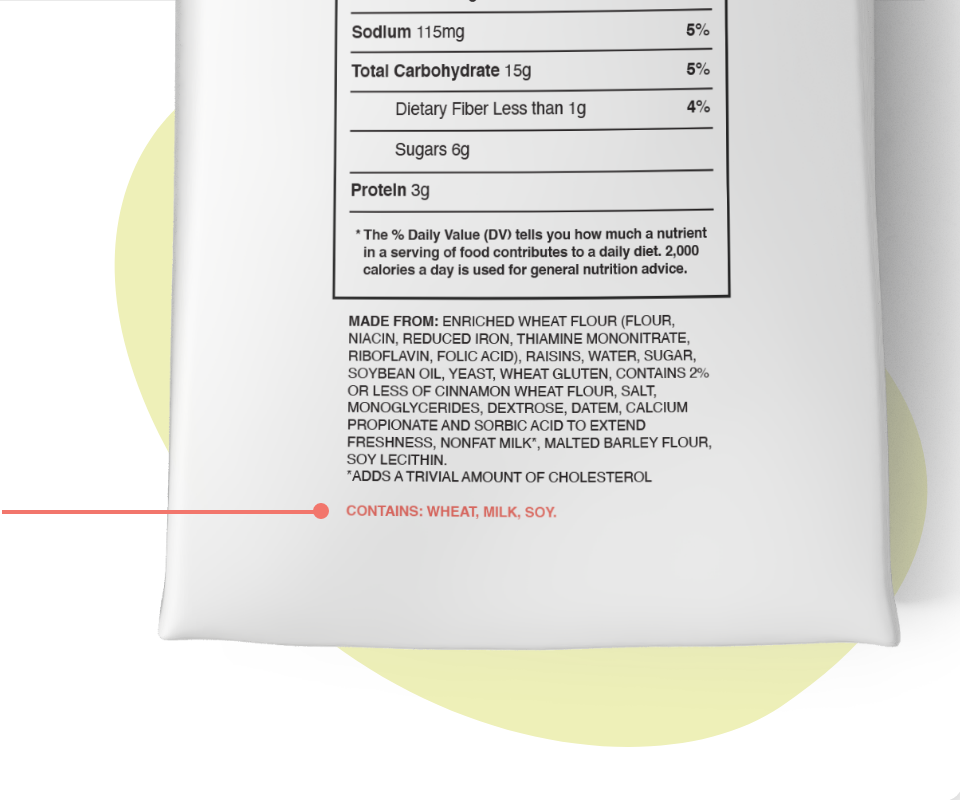 Sodium 115mg 5%
Total Carbohydrate 15g 5%
Dietary Fiber Less than 1g 4%
Sugars 6g
Protein 3g
* The % Daily Value (DV) tells you how much a nutrient
in a serving of food contributes to a daily diet. 2,000
calories a day is used for general nutrition advice.
MADE FROM: ENRICHED WHEAT FLOUR (FLOUR,
NIACIN, REDUCED IRON, THIAMINE MONONITRATE,
RIBOFLAVIN, FOLIC ACID), RAISINS, WATER, SUGAR,
SOYBEAN OIL, YEAST, WHEAT GLUTEN, CONTAINS 2%
OR LESS OF CINNAMON WHEAT FLOUR, SALT,
MONOGLYCERIDES, DEXTROSE, DATEM, CALCIUM
PROPIONATE AND SORBIC ACID TO EXTEND
FRESHNESS, NONFAT MILK*, MALTED BARLEY FLOUR,
SOY LECITHIN.
*ADDS A TRIVIAL AMOUNT OF CHOLESTEROL
CONTAINS: WHEAT, MILK, SOY.